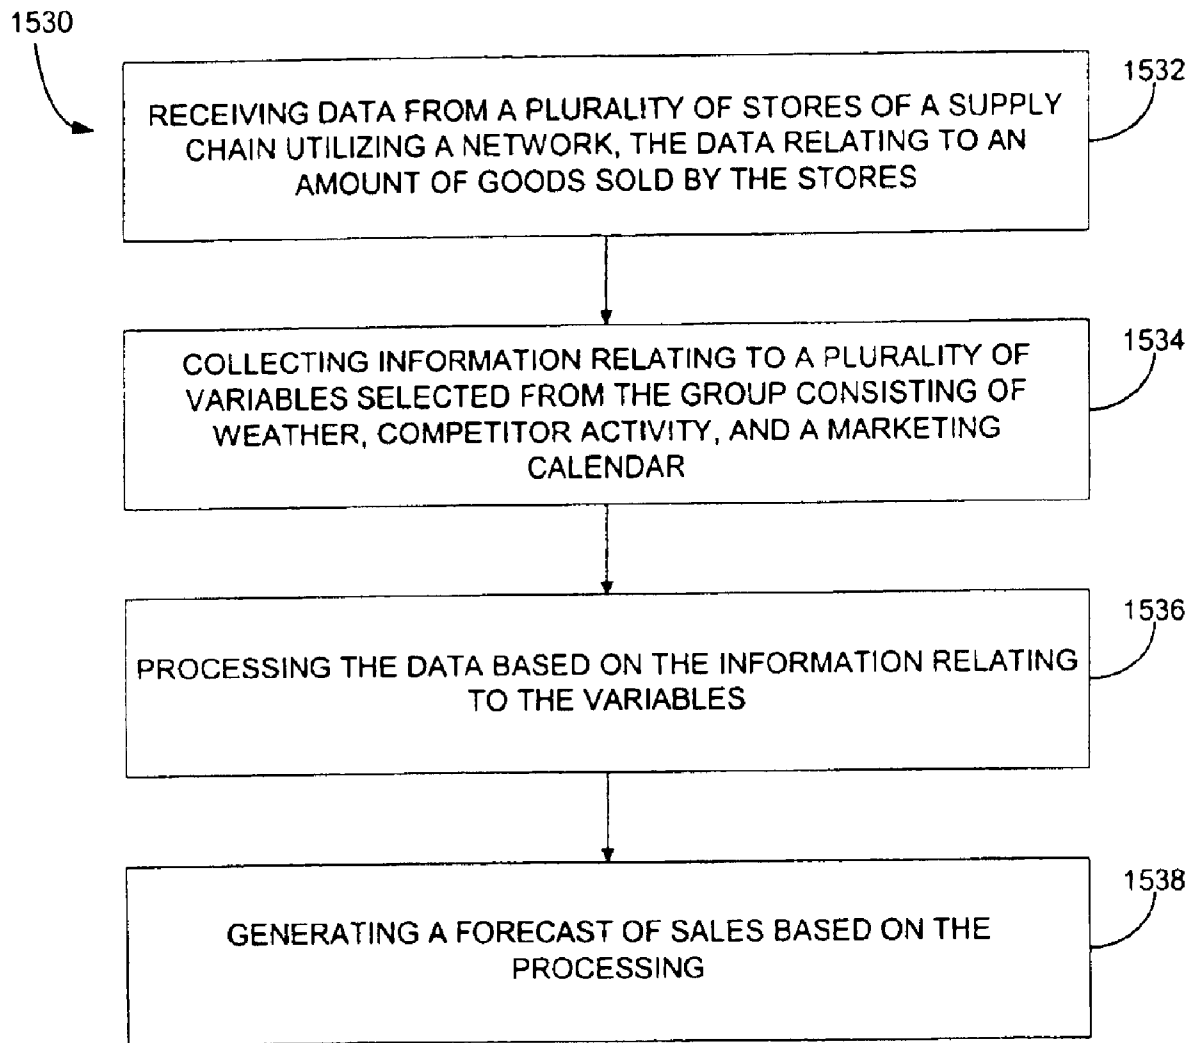 1530
1532
RECEIVING DATA FROM A PLURALITY OF STORES OF A SUPPLY
CHAIN UTILIZING A NETWORK, THE DATA RELATING TO AN
AMOUNT OF GOODS SOLD BY THE STORES
1534
COLLECTING INFORMATION RELATING TO A PLURALITY OF
VARIABLES SELECTED FROM THE GROUP CONSISTING OF
WEATHER, COMPETITOR ACTIVITY, AND A MARKETING
CALENDAR
1536
PROCESSING THE DATA BASED ON THE INFORMATION RELATING
TO THE VARIABLES
1538
GENERATING A FORECAST OF SALES BASED ON THE
PROCESSING